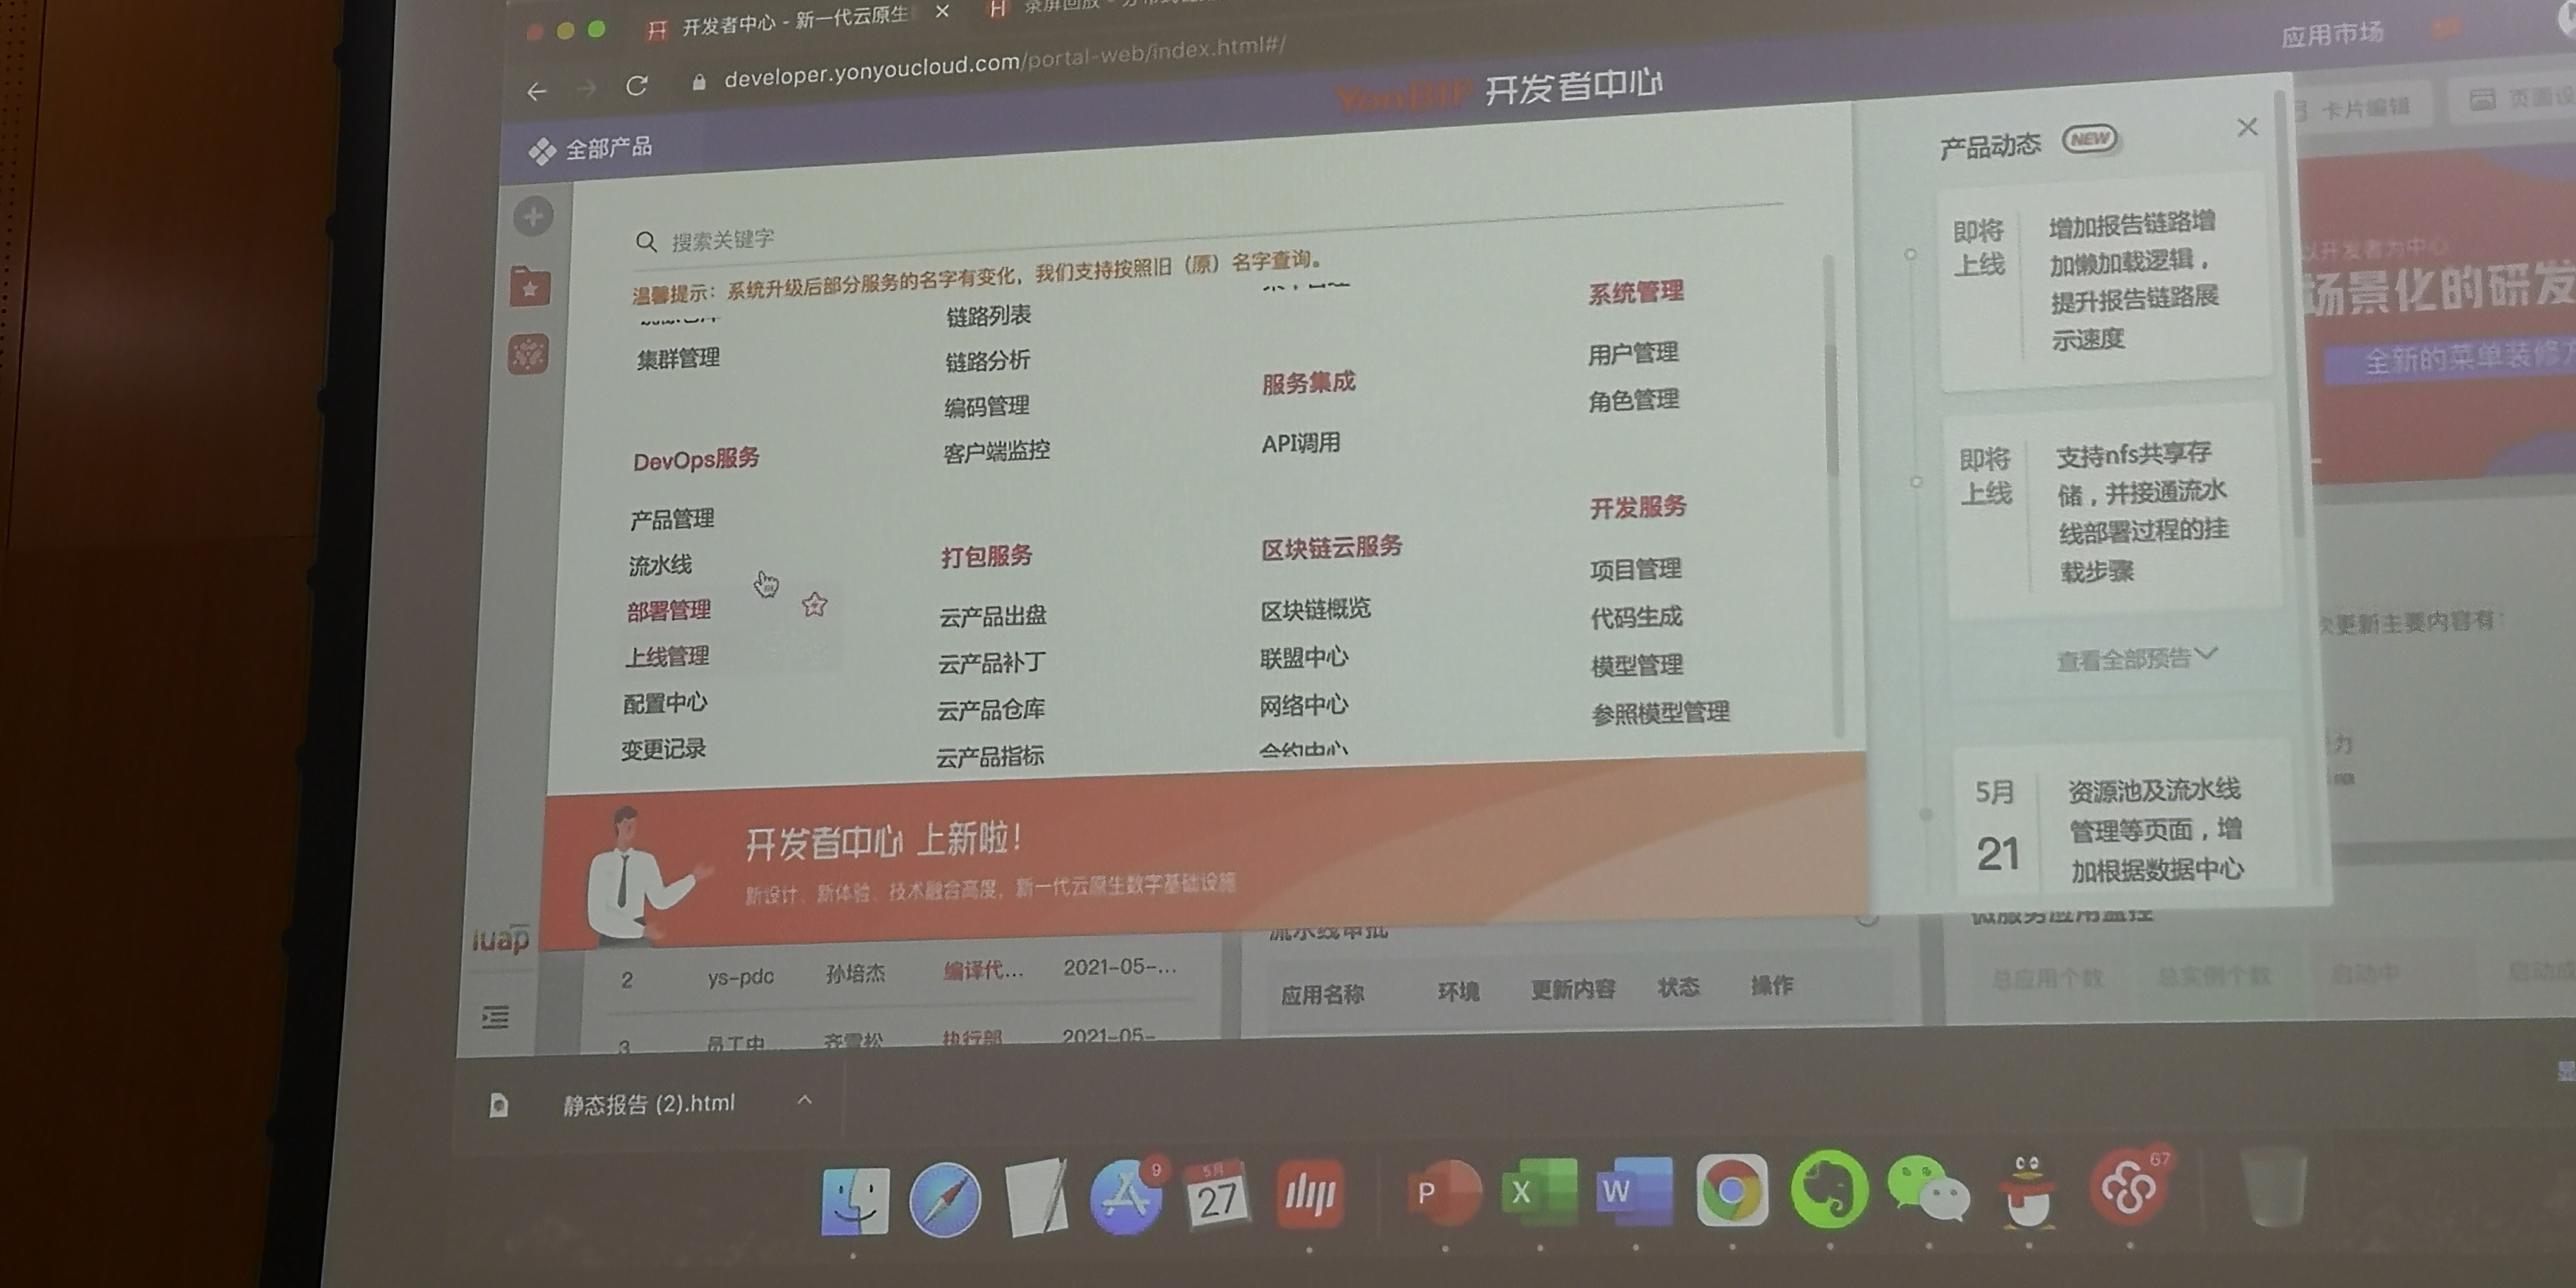 开发者中心 - 新一代云原生
developer.yonyoucloud.com/portal-web/index.html#/
应用市场
YonBIP 开发者中心
全部产品
卡片编辑
搜索关键字
温馨提示：系统升级后部分服务的名字有变化，我们支持按照旧（原）名字查询。
集群管理
DevOps服务
产品管理
流水线
部署管理
上线管理
配置中心
变更记录
链路列表
链路分析
编码管理
客户端监控
打包服务
云产品出盘
云产品补丁
云产品仓库
云产品指标
服务集成
API调用
区块链云服务
区块链概览
联盟中心
网络中心
合约中心
系统管理
用户管理
角色管理
开发服务
项目管理
代码生成
模型管理
参照模型管理
产品动态 NEW
即将
上线
增加报告链路增
加懒加载逻辑，
提升报告链路展
示速度
即将
上线
支持nfs共享存
储，并接通流水
线部署过程的挂
载步骤
查看全部预告
5月
21
资源池及流水线
管理等页面，增
加根据数据中心
以开发者为中心
场景化的研发
全新的菜单装修方
次更新主要内容有：
开发者中心 上新啦！
新设计、新体验、技术融合高度，新一代云原生数字基础设施
iuap
2 ys-pdc 孙培杰 编译代... 2021-05-...
3 员工中 齐雪松 执行部 2021-05-
流水线审批
应用名称 环境 更新内容 状态 操作
微服务应用监控
总应用个数 总实例个数 启动中
静态报告 (2).html
9
5月
27
P
X
W
67